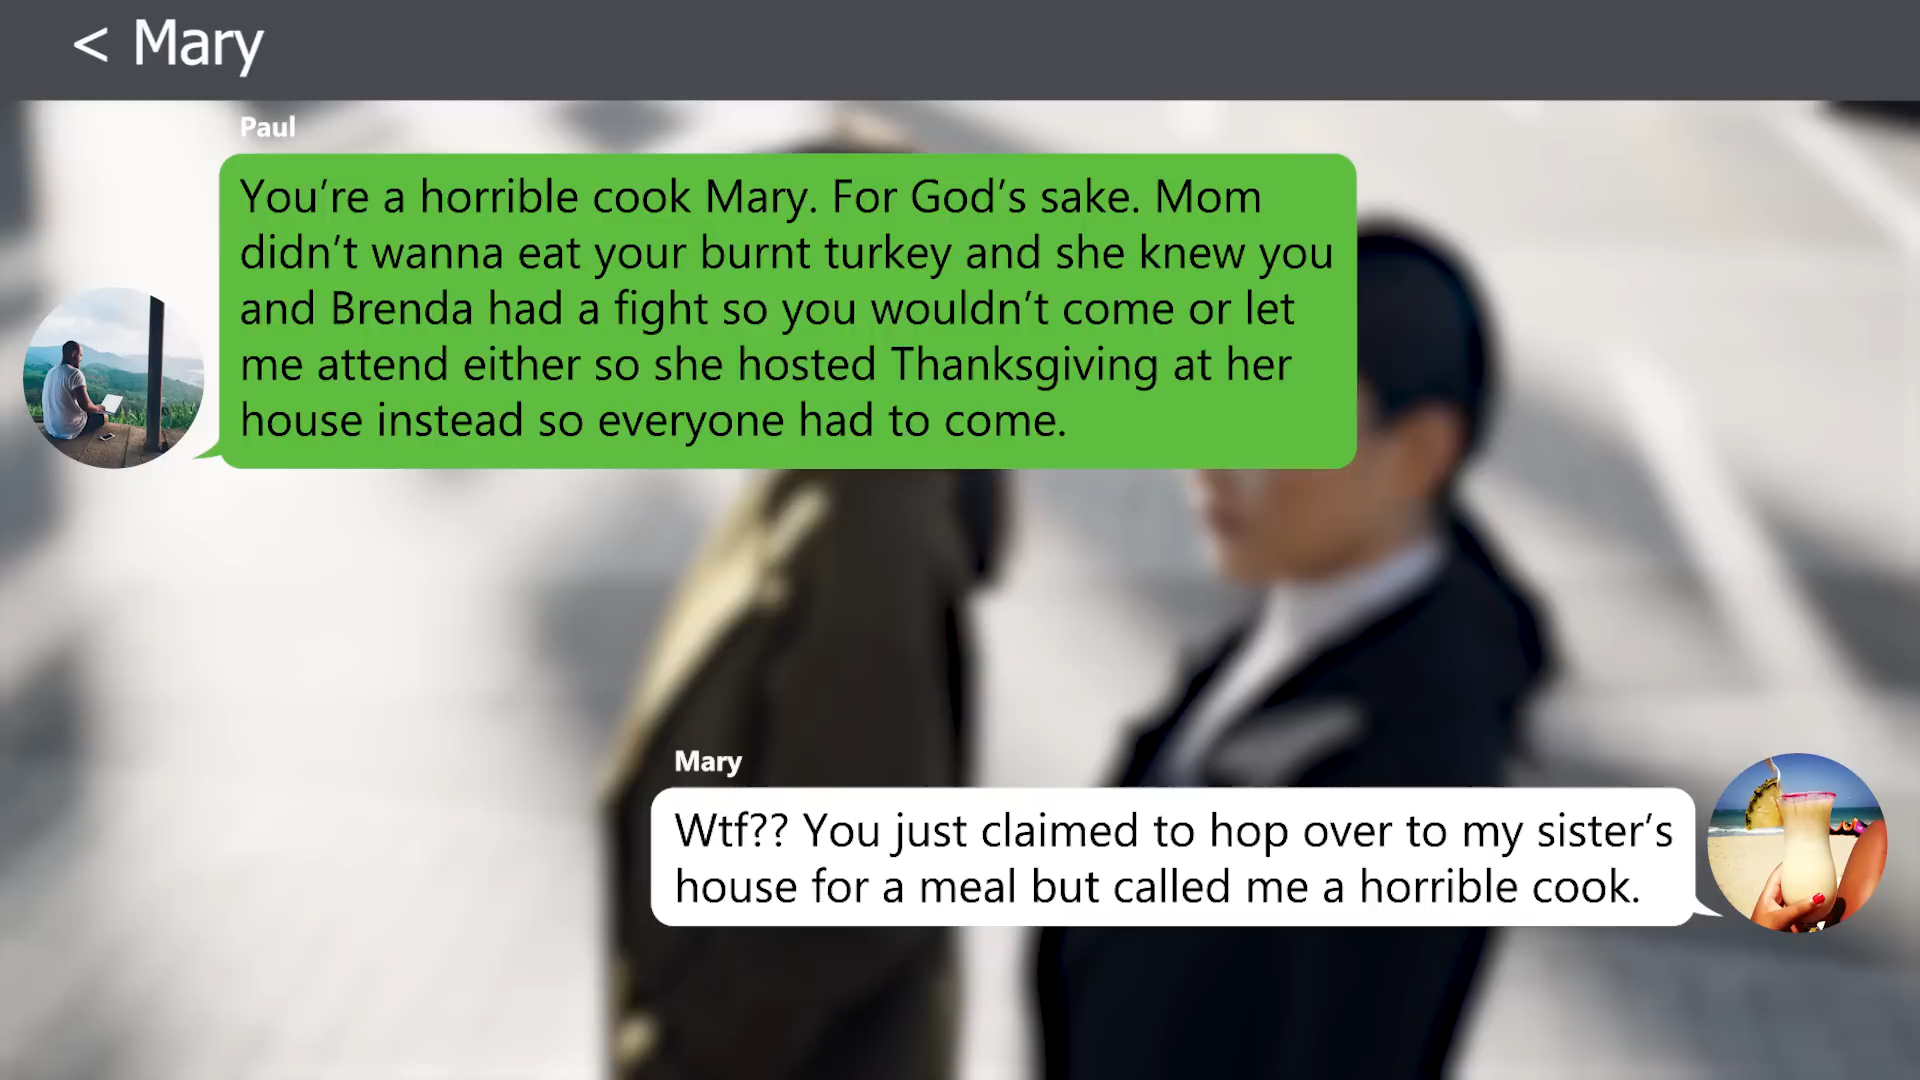 < Mary
Paul
You’re a horrible cook Mary. For God’s sake. Mom
didn’t wanna eat your burnt turkey and she knew you
and Brenda had a fight so you wouldn’t come or let
me attend either so she hosted Thanksgiving at her
house instead so everyone had to come.
Mary
Wtf?? You just claimed to hop over to my sister’s
house for a meal but called me a horrible cook.